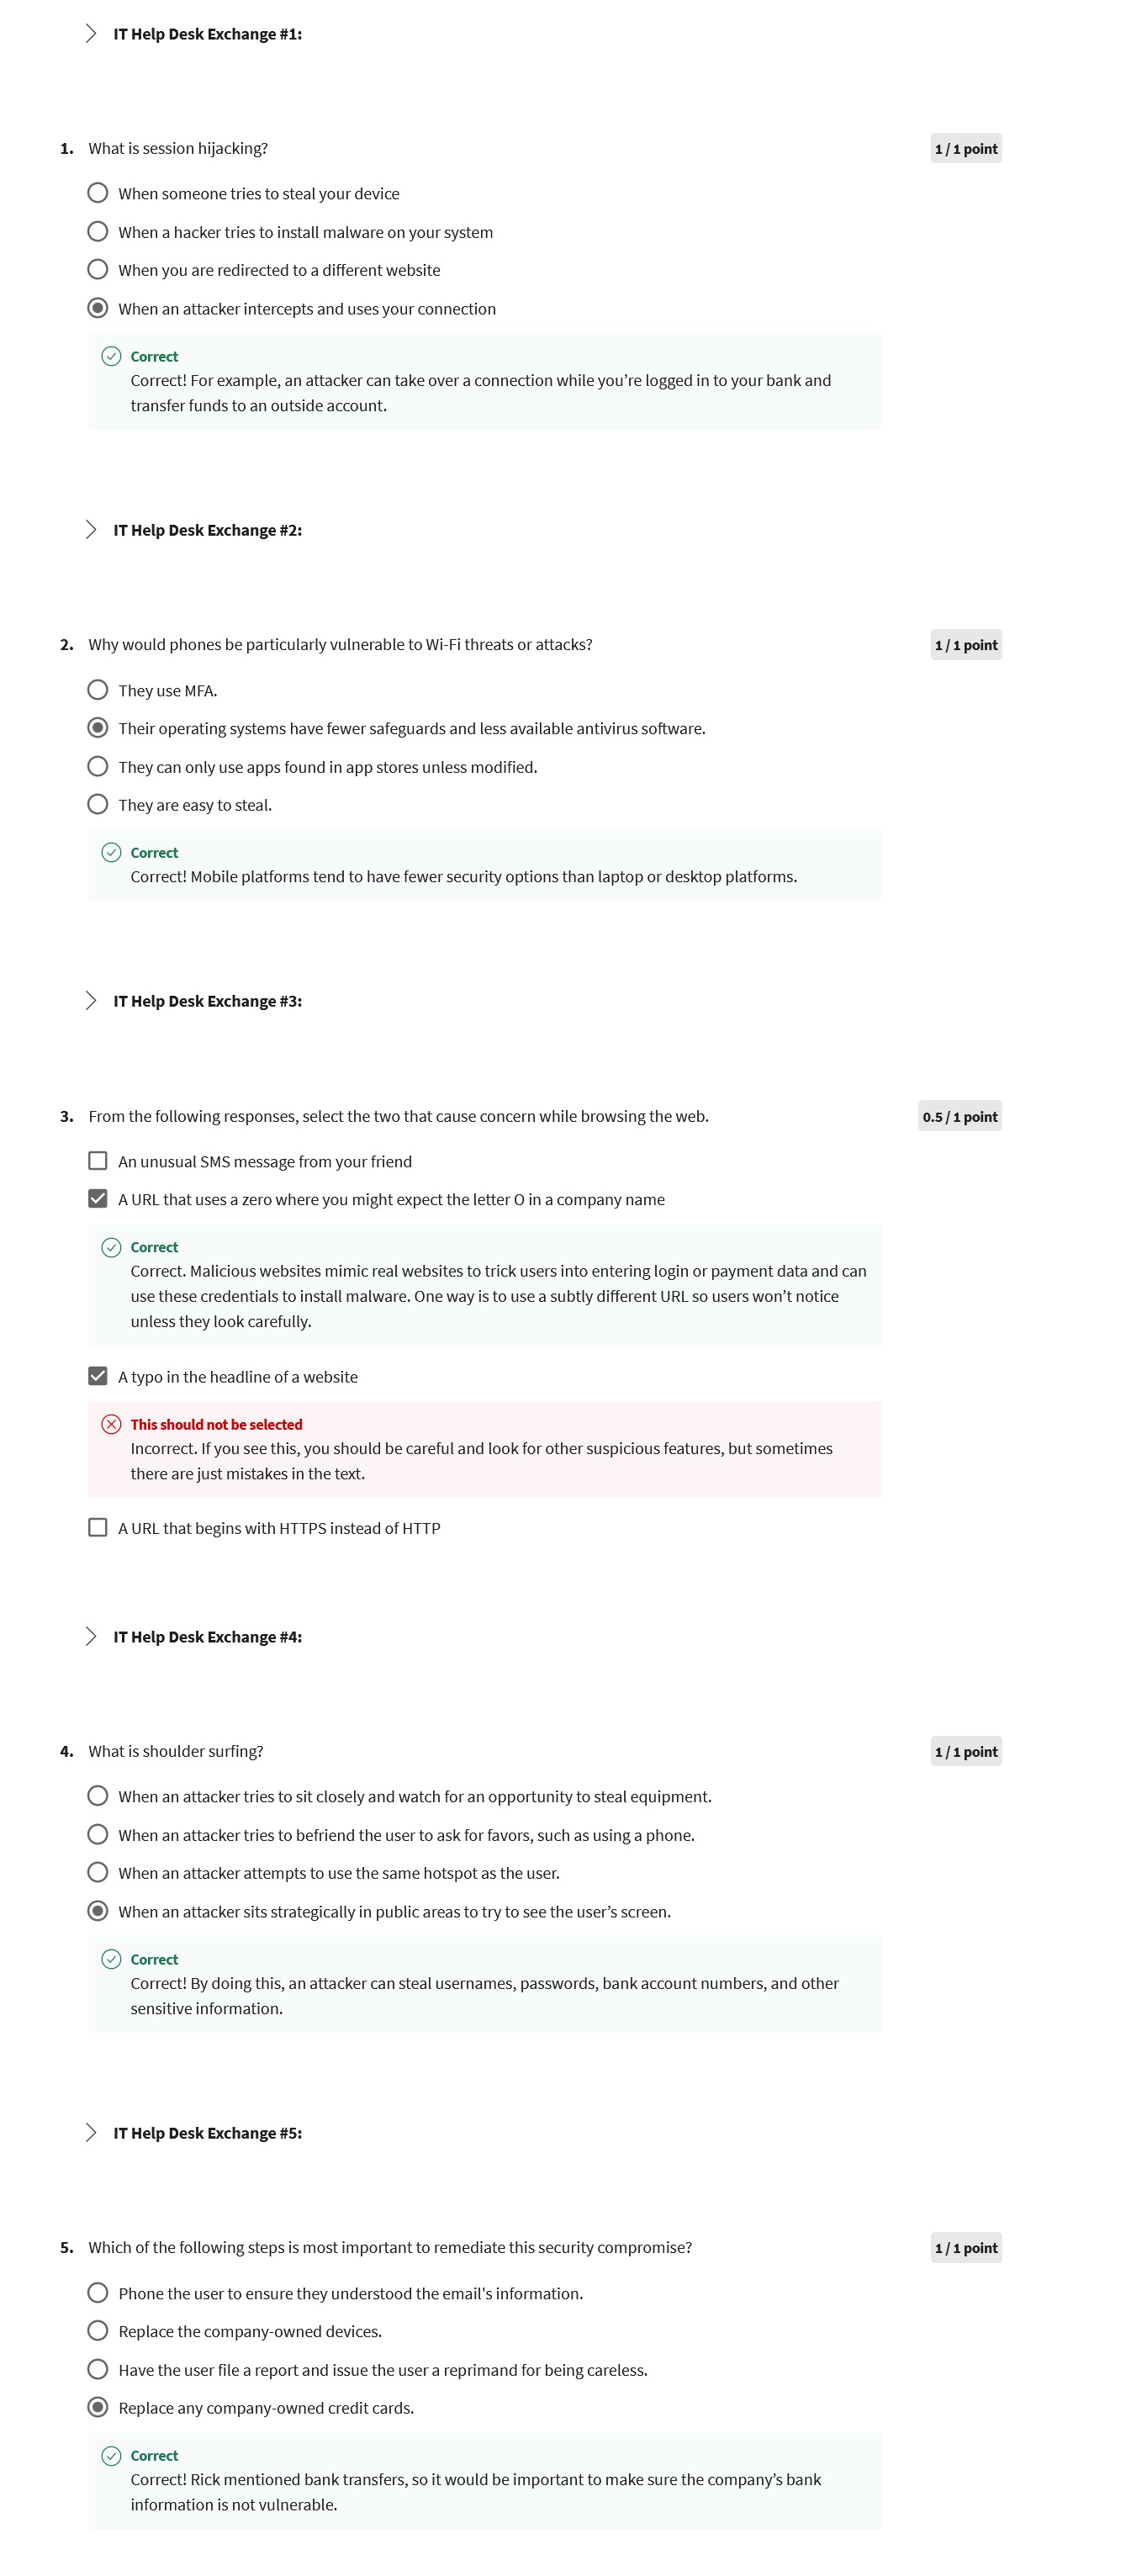 IT Help Desk Exchange #1:
1. What is session hijacking?
1 / 1 point
When someone tries to steal your device
When a hacker tries to install malware on your system
When you are redirected to a different website
When an attacker intercepts and uses your connection
Correct
Correct! For example, an attacker can take over a connection while you’re logged in to your bank and
transfer funds to an outside account.
IT Help Desk Exchange #2:
2. Why would phones be particularly vulnerable to Wi-Fi threats or attacks?
1 / 1 point
They use MFA.
Their operating systems have fewer safeguards and less available antivirus software.
They can only use apps found in app stores unless modified.
They are easy to steal.
Correct
Correct! Mobile platforms tend to have fewer security options than laptop or desktop platforms.
IT Help Desk Exchange #3:
3. From the following responses, select the two that cause concern while browsing the web.
0.5 / 1 point
An unusual SMS message from your friend
A URL that uses a zero where you might expect the letter O in a company name
Correct
Correct. Malicious websites mimic real websites to trick users into entering login or payment data and can
use these credentials to install malware. One way is to use a subtly different URL so users won’t notice
unless they look carefully.
A typo in the headline of a website
This should not be selected
Incorrect. If you see this, you should be careful and look for other suspicious features, but sometimes
there are just mistakes in the text.
A URL that begins with HTTPS instead of HTTP
IT Help Desk Exchange #4:
4. What is shoulder surfing?
1 / 1 point
When an attacker tries to sit closely and watch for an opportunity to steal equipment.
When an attacker tries to befriend the user to ask for favors, such as using a phone.
When an attacker attempts to use the same hotspot as the user.
When an attacker sits strategically in public areas to try to see the user’s screen.
Correct
Correct! By doing this, an attacker can steal usernames, passwords, bank account numbers, and other
sensitive information.
IT Help Desk Exchange #5:
5. Which of the following steps is most important to remediate this security compromise?
1 / 1 point
Phone the user to ensure they understood the email's information.
Replace the company-owned devices.
Have the user file a report and issue the user a reprimand for being careless.
Replace any company-owned credit cards.
Correct
Correct! Rick mentioned bank transfers, so it would be important to make sure the company’s bank
information is not vulnerable.